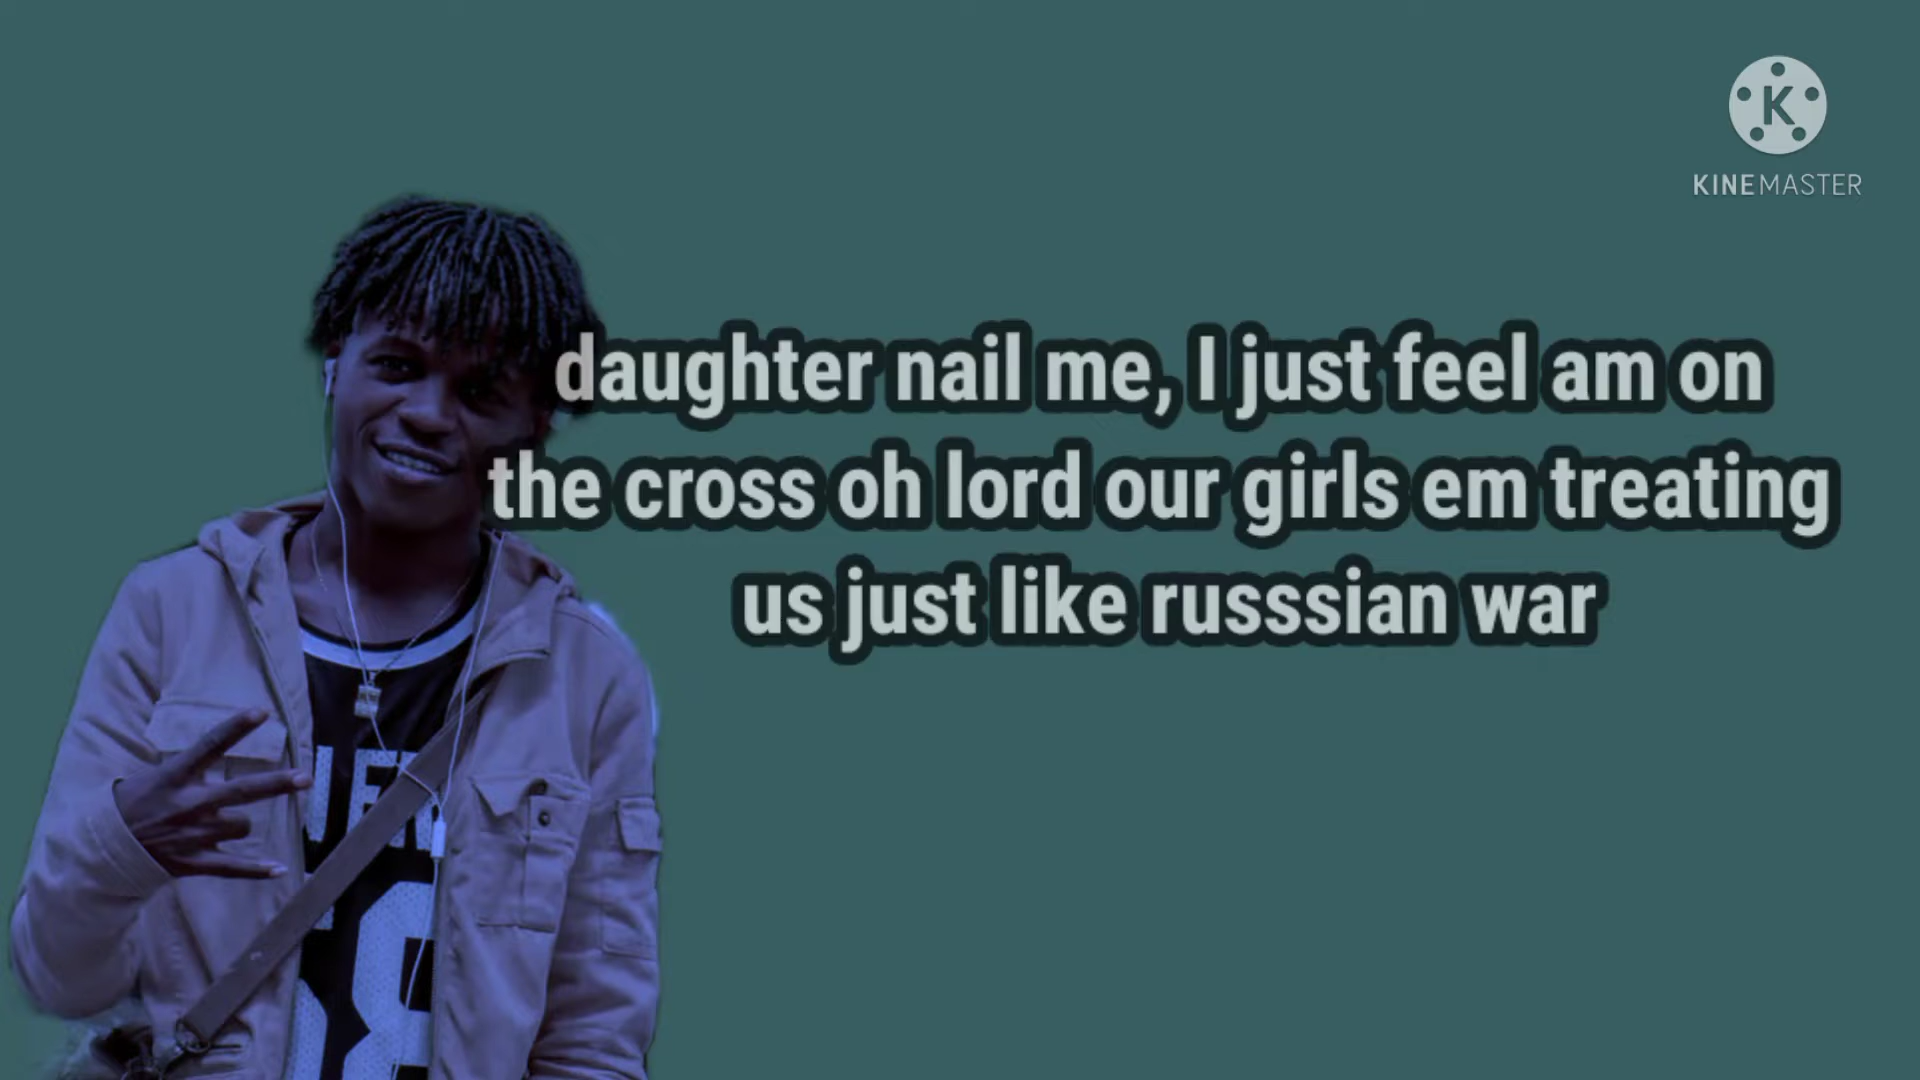 K
KINEMASTER
daughter nail me, I just feel am on
the cross oh lord our girls em treating
us just like russsian war